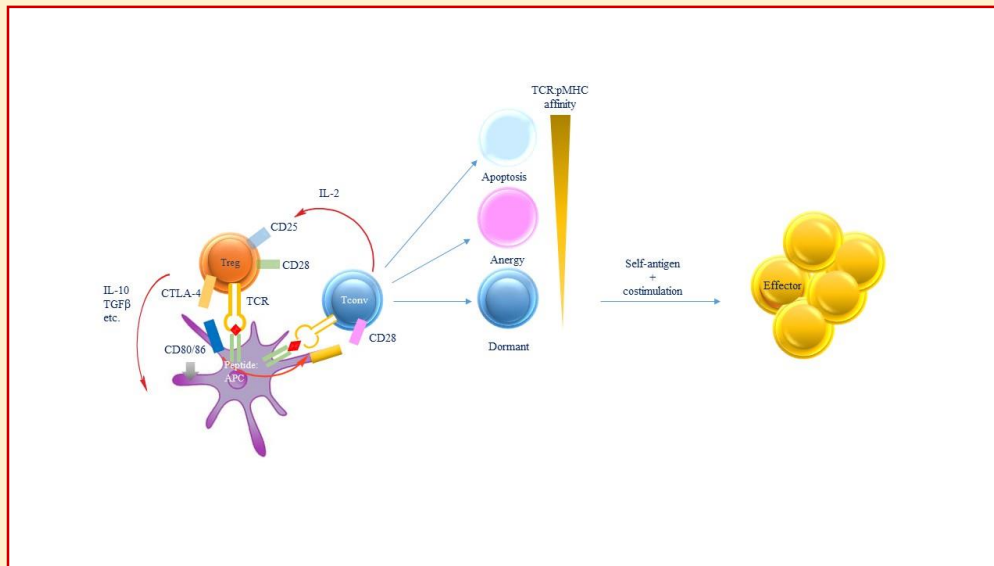 TCR:pMHC
affinity
Apoptosis
IL-2
CD25
Treg
CD28
Anergy
IL-10
TGFβ
etc.
CTLA-4
TCR
Tconv
Self-antigen
+
costimulation
Effector
CD28
Dormant
CD80/86
Peptide:
APC